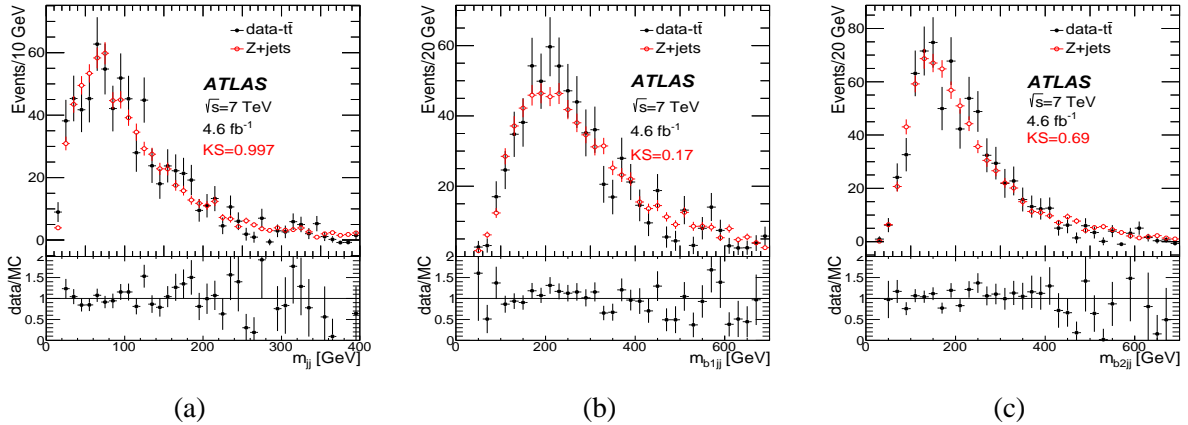 Events/10 GeV
data-tt̄
Z+jets
ATLAS
√s=7 TeV
4.6 fb⁻¹
KS=0.997
60
40
20
0
data/MC
2
1.5
1
0.5
0
0 100 200 300 400
m_jj [GeV]
(a)
Events/20 GeV
data-tt̄
Z+jets
ATLAS
√s=7 TeV
4.6 fb⁻¹
KS=0.17
60
40
20
data/MC
2
1.5
1
0.5
0
0 200 400 600
m_b1jj [GeV]
(b)
Events/20 GeV
data-tt̄
Z+jets
ATLAS
√s=7 TeV
4.6 fb⁻¹
KS=0.69
80
60
40
20
0
data/MC
2
1.5
1
0.5
0
0 200 400 600
m_b2jj [GeV]
(c)